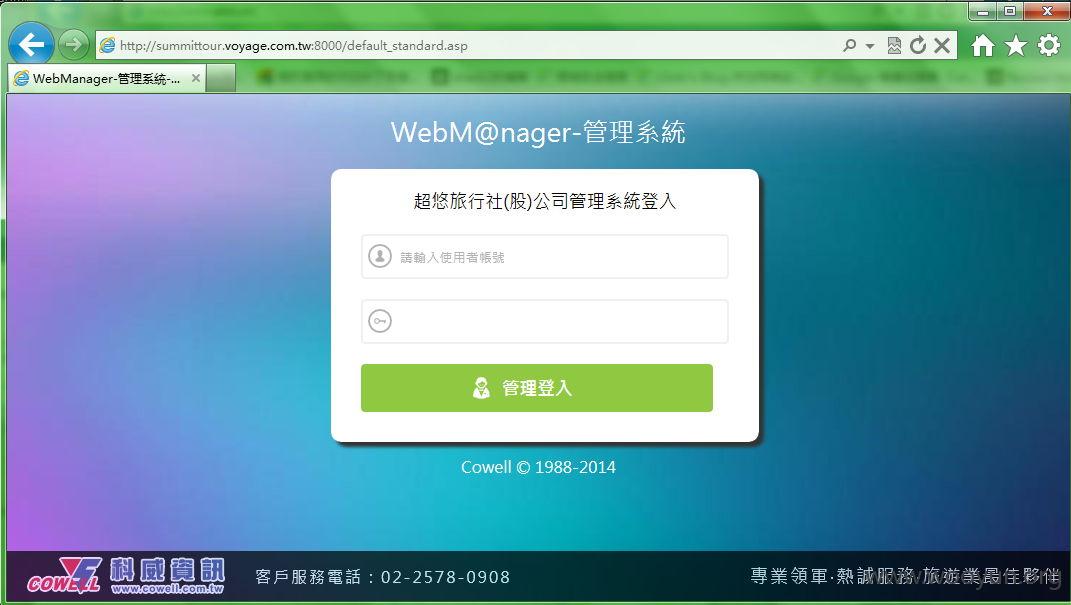 http://summittour.voyage.com.tw:8000/default_standard.asp
WebManager-管理系統-...
WebM@nager-管理系統
超悠旅行社(股)公司管理系統登入
請輸入使用者帳號
管理登入
Cowell © 1988-2014
COWELL 科威資訊
www.cowell.com.tw
客戶服務電話：02-2578-0908
專業領軍·熱誠服務 旅遊業最佳夥伴
www.wooyun.org